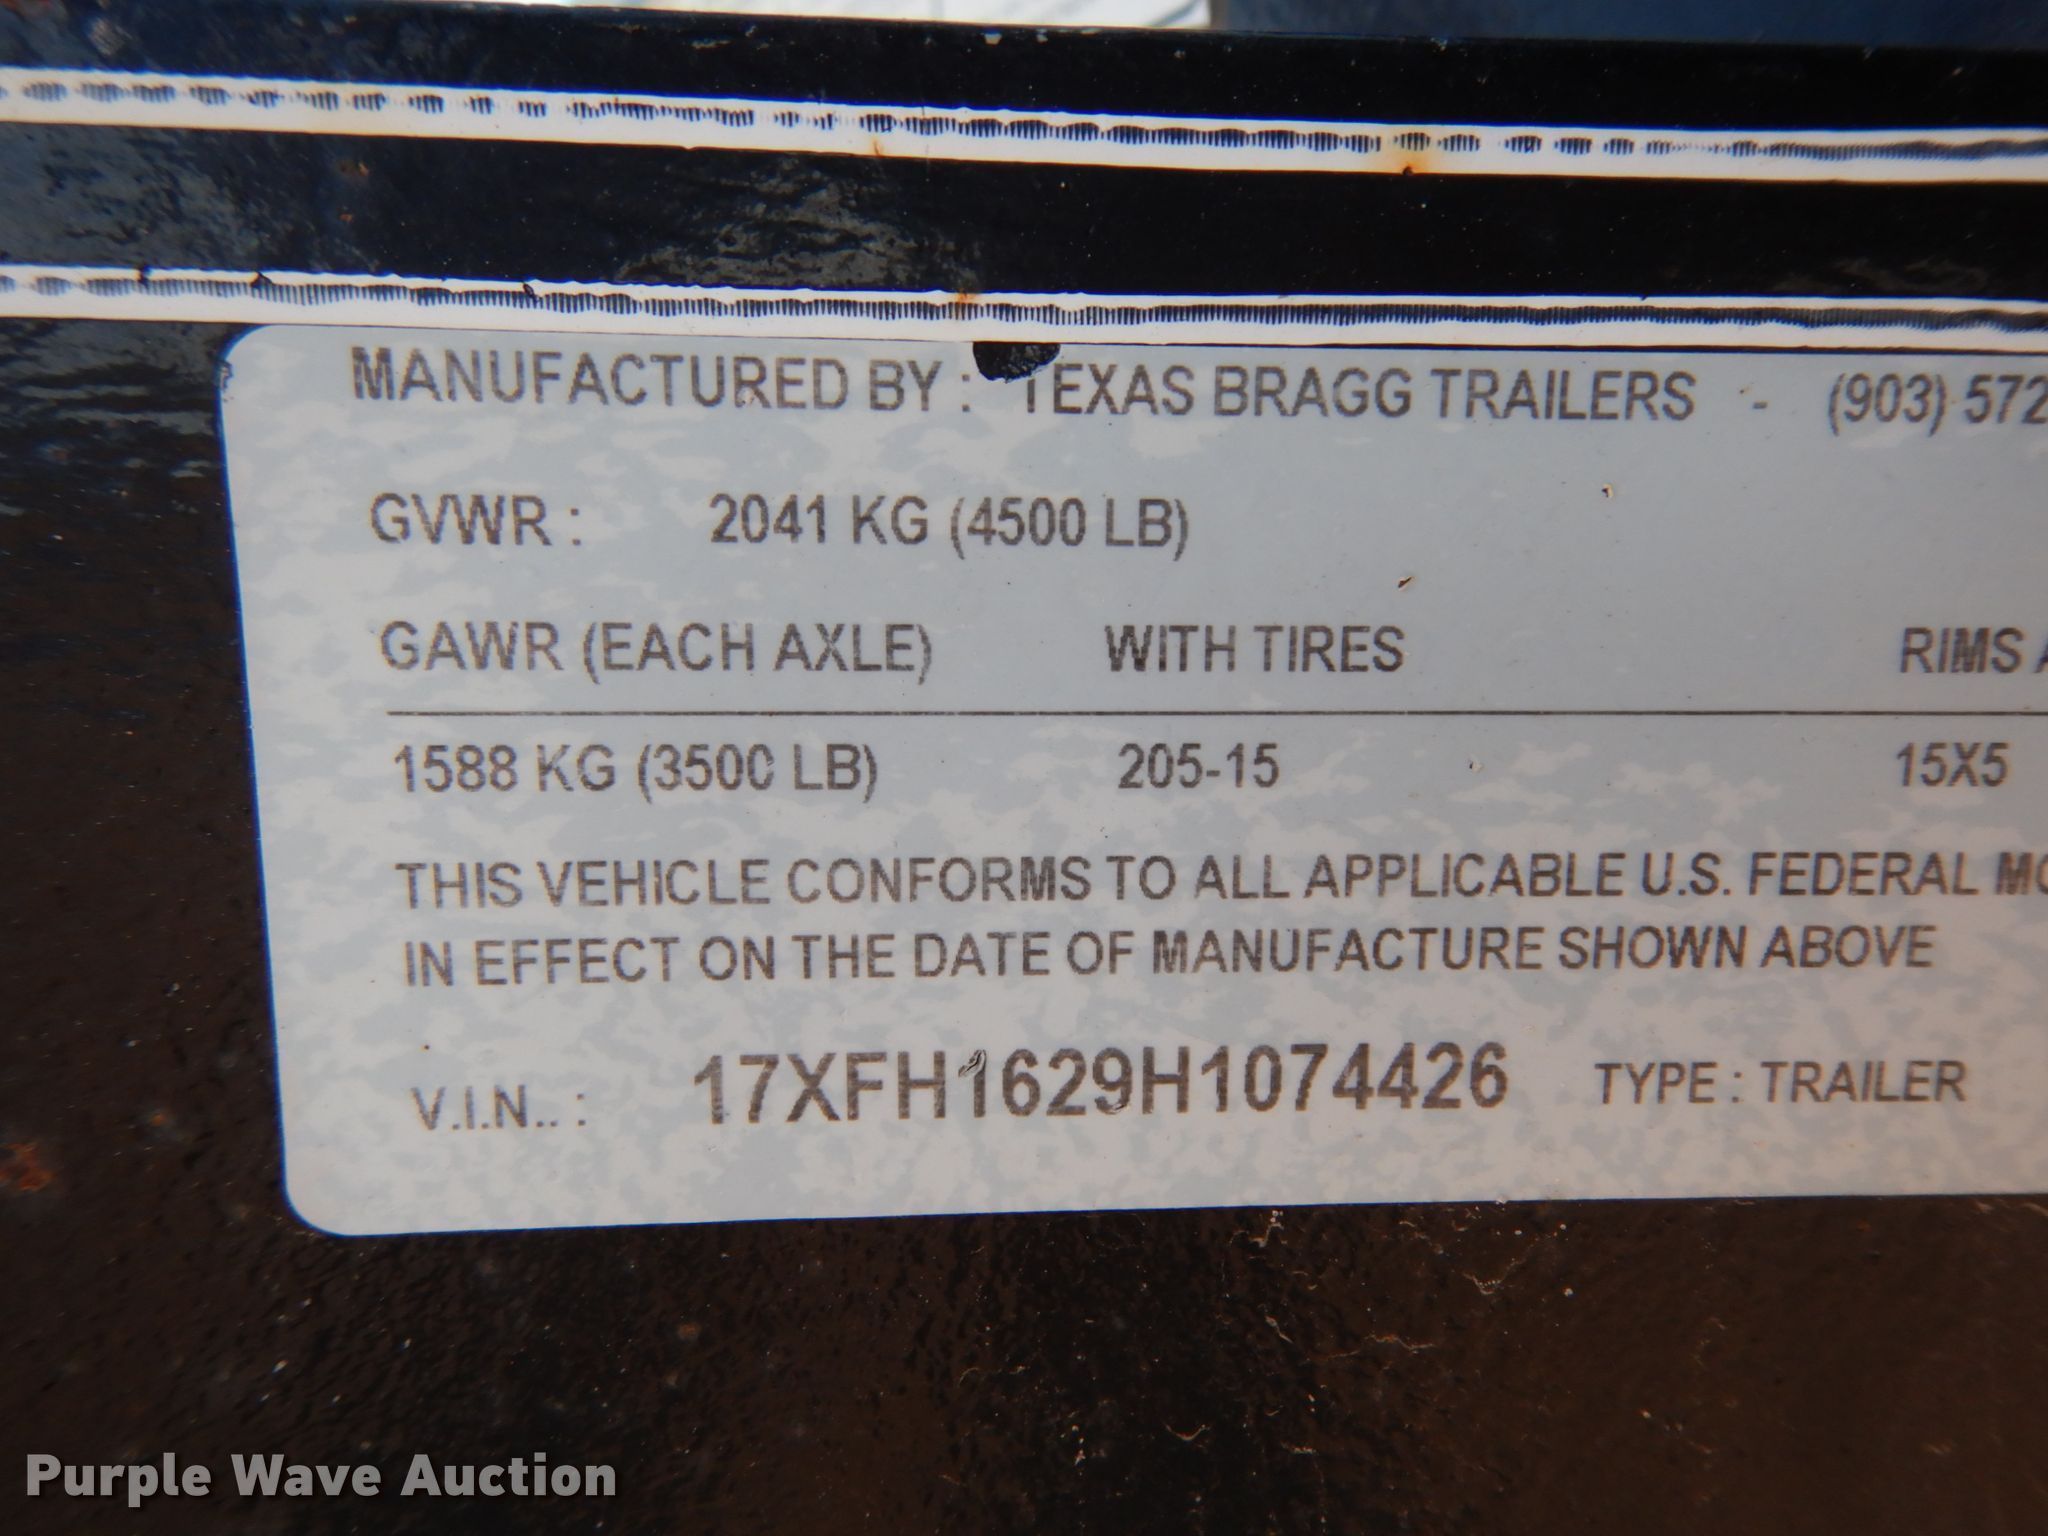 MANUFACTURED BY : TEXAS BRAGG TRAILERS - (903) 572
GVWR : 2041 KG (4500 LB)
GAWR (EACH AXLE) WITH TIRES RIMS
1588 KG (3500 LB) 205-15 15X5
THIS VEHICLE CONFORMS TO ALL APPLICABLE U.S. FEDERAL
IN EFFECT ON THE DATE OF MANUFACTURE SHOWN ABOVE
V.I.N.. : 17XFH1629H1074426 TYPE : TRAILER
Purple Wave Auction